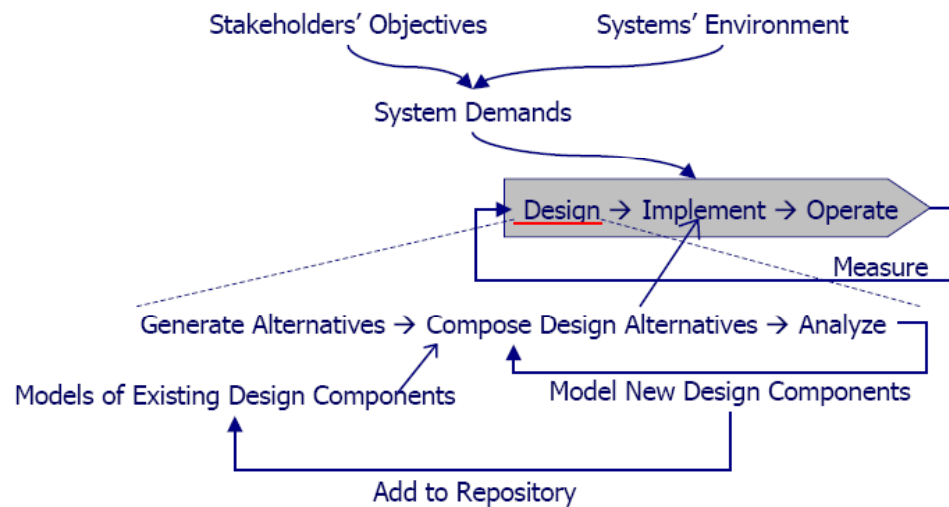 Stakeholders' Objectives Systems' Environment
System Demands
Design → Implement → Operate
Measure
Generate Alternatives → Compose Design Alternatives → Analyze
Models of Existing Design Components Model New Design Components
Add to Repository